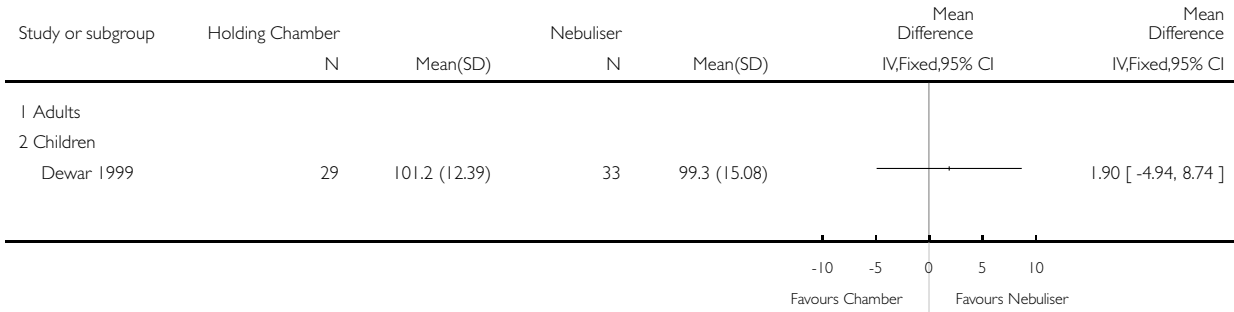 Study or subgroup Holding Chamber Nebuliser Mean Difference Mean Difference
N Mean(SD) N Mean(SD) IV,Fixed,95% CI IV,Fixed,95% CI
1 Adults
2 Children
Dewar 1999 29 101.2 (12.39) 33 99.3 (15.08) 1.90 [ -4.94, 8.74 ]
-10 -5 0 5 10
Favours Chamber Favours Nebuliser